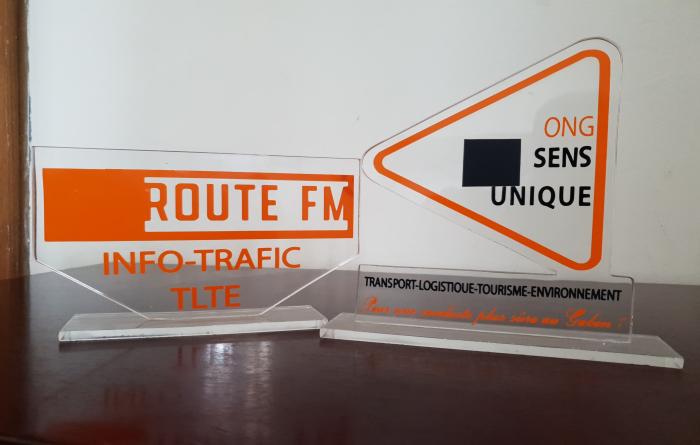 ROUTE FM
INFO-TRAFIC
TLTE
ONG
SENS
UNIQUE
TRANSPORT-LOGISTIQUE-TOURISME-ENVIRONNEMENT
Pour une conduite plus sûre au Gabon !